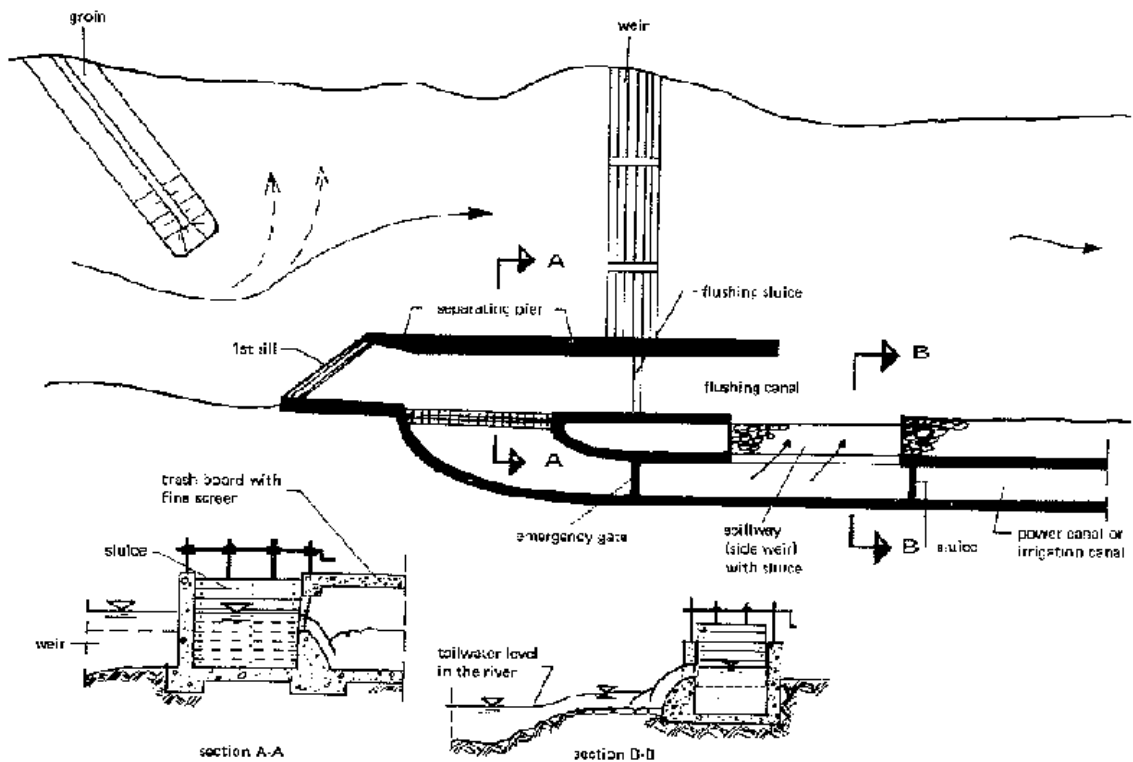 groin
weir
A
flushing sluice
separating pier
1st sill
B
flushing canal
A
trash board with
fine screen
emergency gate
spillway
(side weir)
with sluice
B
sluice
power canal or
irrigation canal
sluice
weir
tailwater level
in the river
section A-A
section B-B